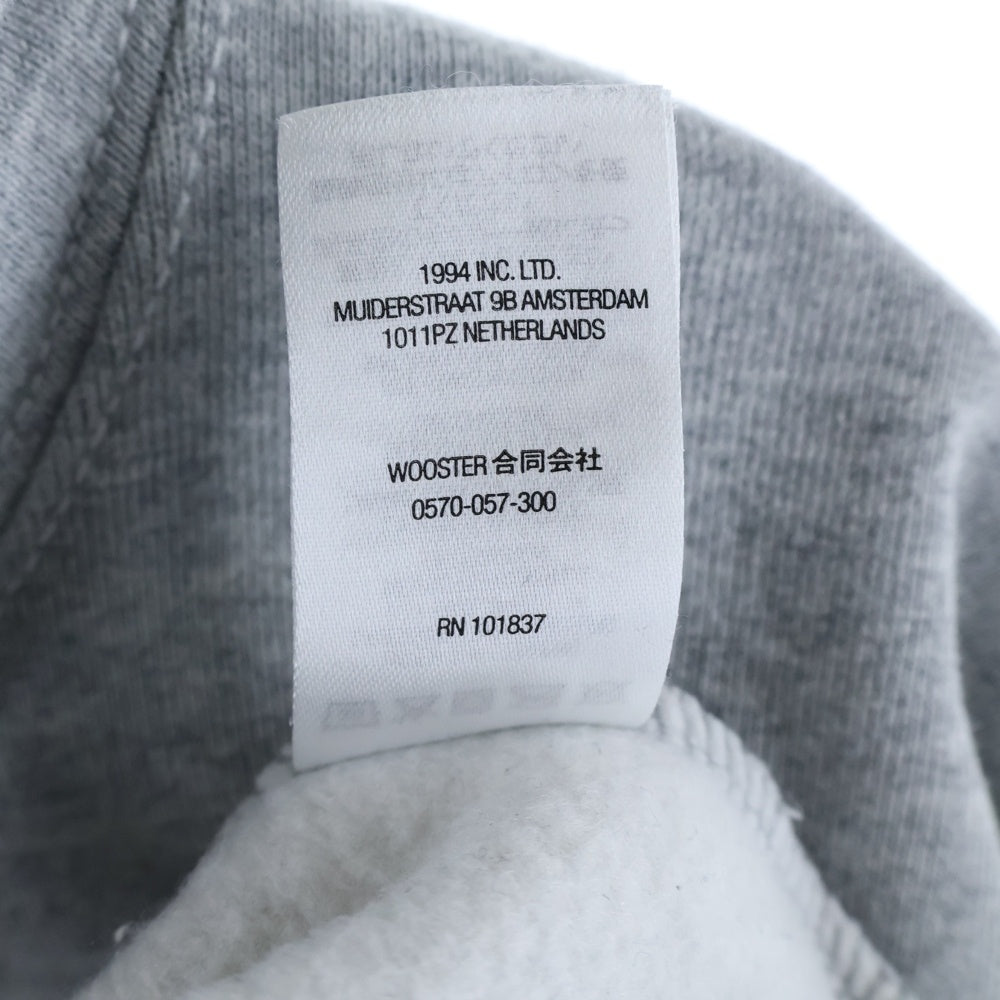 1994 INC. LTD.
MUIDERSTRAAT 9B AMSTERDAM
1011PZ NETHERLANDS
WOOSTER 合同会社
0570-057-300
RN 101837